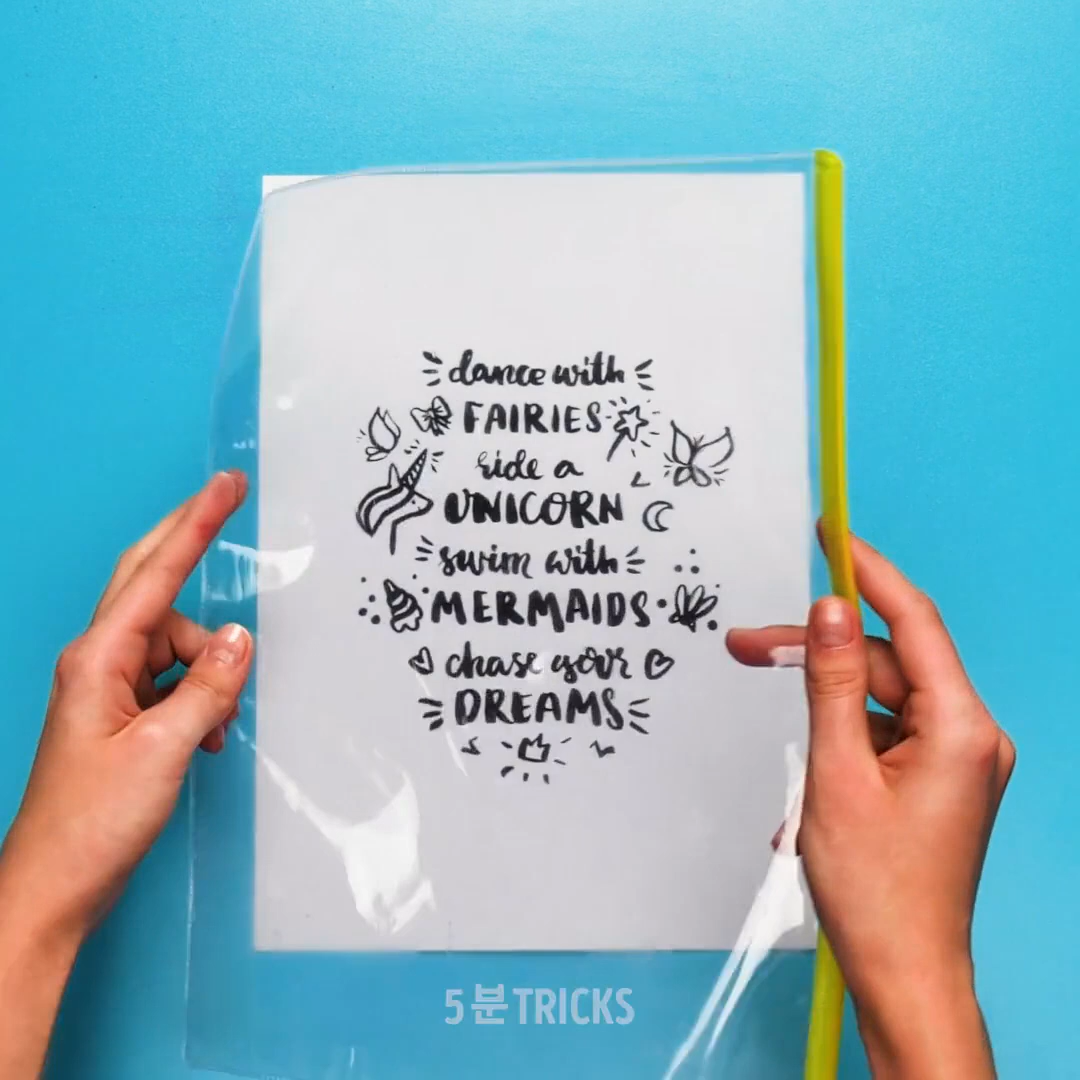 dance with
FAIRIES
ride a
UNICORN
swim with
MERMAIDS
chase your
DREAMS
5분TRICKS